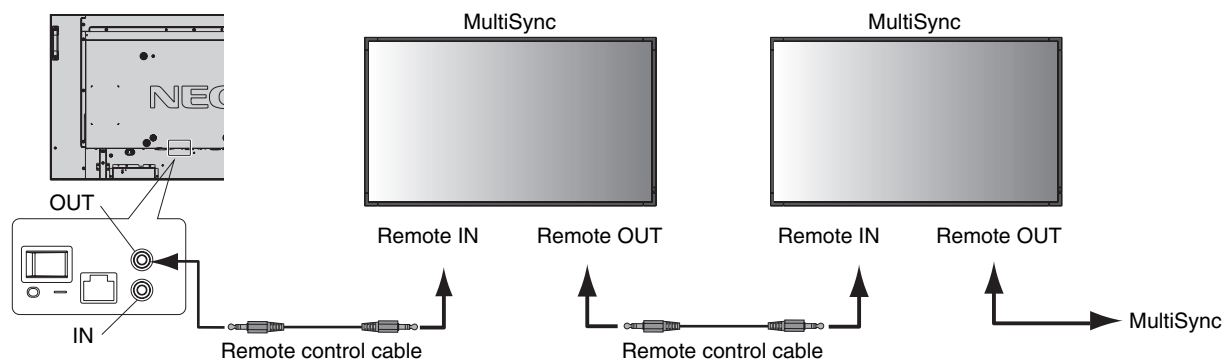 MultiSync
MultiSync
NEC
OUT
IN
Remote IN
Remote OUT
Remote IN
Remote OUT
MultiSync
Remote control cable
Remote control cable